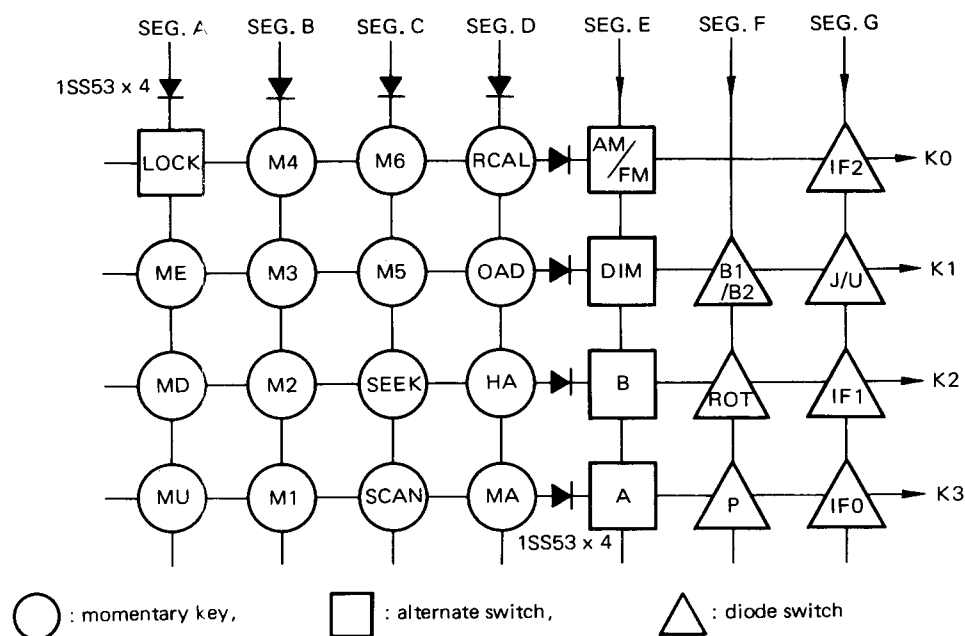 SEG. A SEG. B SEG. C SEG. D SEG. E SEG. F SEG. G
1SS53 x 4
LOCK M4 M6 RCAL AM/FM IF2 K0
ME M3 M5 OAD DIM B1/B2 J/U K1
MD M2 SEEK HA B ROT IF1 K2
MU M1 SCAN MA A P IF0 K3
1SS53 x 4
: momentary key, : alternate switch, : diode switch